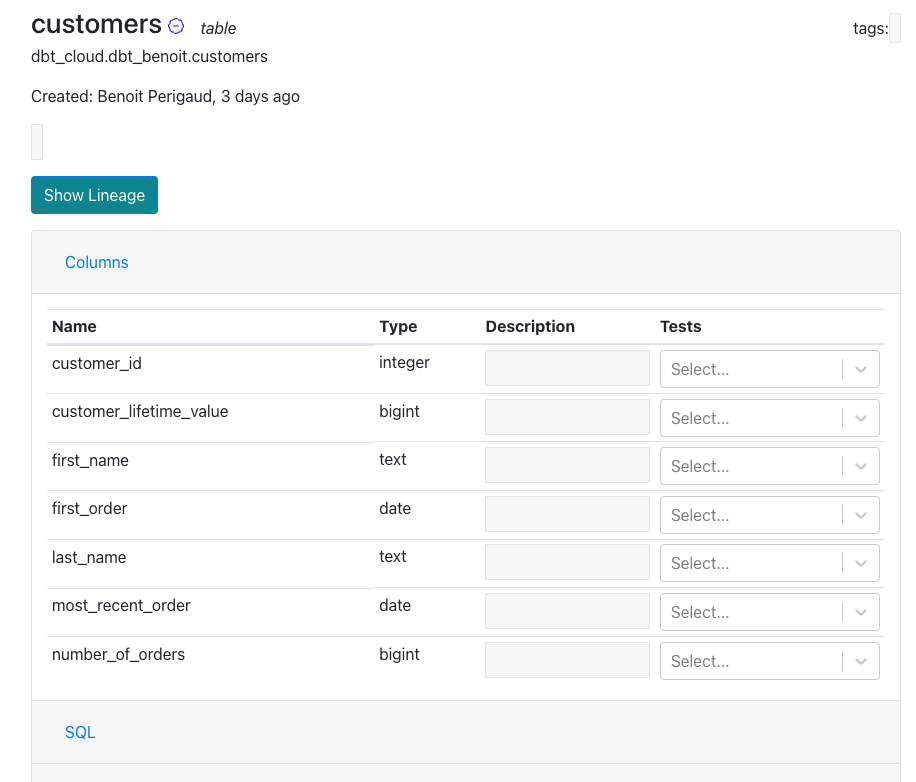 customers table
tags:
dbt_cloud.dbt_benoit.customers
Created: Benoit Perigaud, 3 days ago
Show Lineage
Columns
Name Type Description Tests
customer_id integer Select...
customer_lifetime_value bigint Select...
first_name text Select...
first_order date Select...
last_name text Select...
most_recent_order date Select...
number_of_orders bigint Select...
SQL